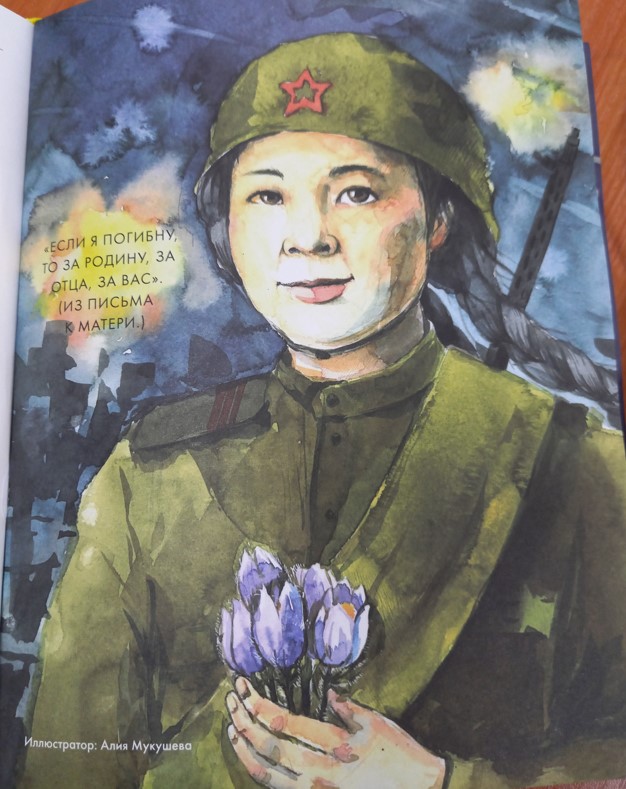 «ЕСЛИ Я ПОГИБНУ,
ТО ЗА РОДИНУ, ЗА
ОТЦА, ЗА ВАС».
(ИЗ ПИСЬМА
К МАТЕРИ.)
Иллюстратор: Алия Мукушева